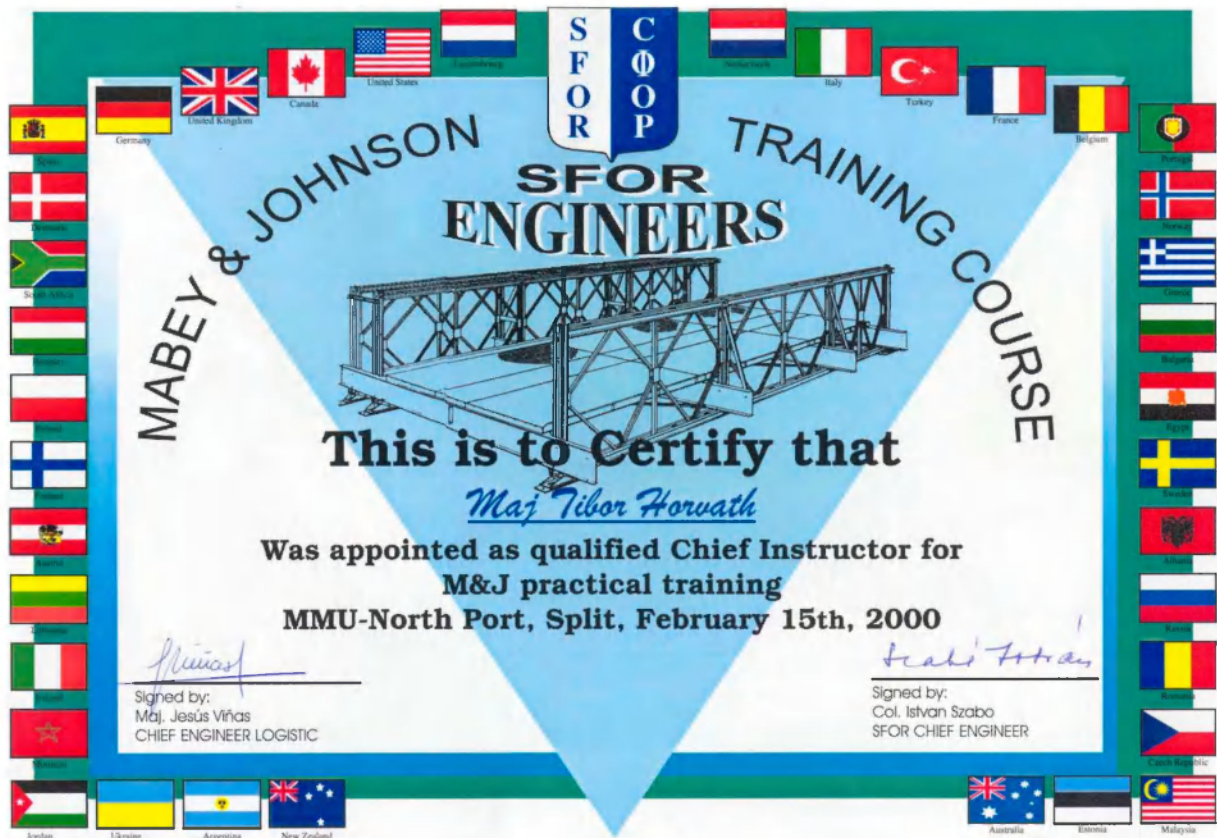 SFOR
СФОР
MABEY & JOHNSON TRAINING COURSE
SFOR
ENGINEERS
This is to Certify that
Maj Tibor Horvath
Was appointed as qualified Chief Instructor for
M&J practical training
MMU-North Port, Split, February 15th, 2000
Signed by:
Maj. Jesús Viñas
CHIEF ENGINEER LOGISTIC
Szabó István
Signed by:
Col. Istvan Szabo
SFOR CHIEF ENGINEER
Luxembourg
United States
Canada
United Kingdom
Germany
Spain
Denmark
South Africa
Poland
Finland
Austria
Lithuania
Ireland
Morocco
Jordan
Ukraine
Argentina
New Zealand
Netherlands
Italy
Turkey
France
Belgium
Portugal
Norway
Greece
Bulgaria
Egypt
Sweden
Albania
Russia
Romania
Czech Republic
Australia
Estonia
Malaysia